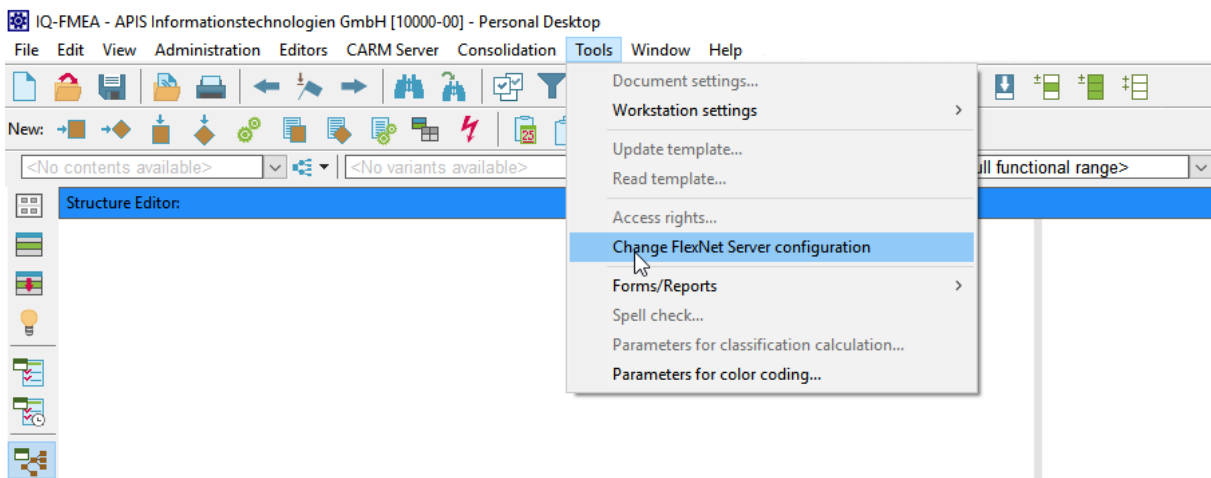 IQ-FMEA - APIS Informationstechnologien GmbH [10000-00] - Personal Desktop
File Edit View Administration Editors CARM Server Consolidation Tools Window Help
New:
25
<No contents available> <No variants available> ull functional range>
Structure Editor:
Document settings...
Workstation settings
Update template...
Read template...
Access rights...
Change FlexNet Server configuration
Forms/Reports
Spell check...
Parameters for classification calculation...
Parameters for color coding...